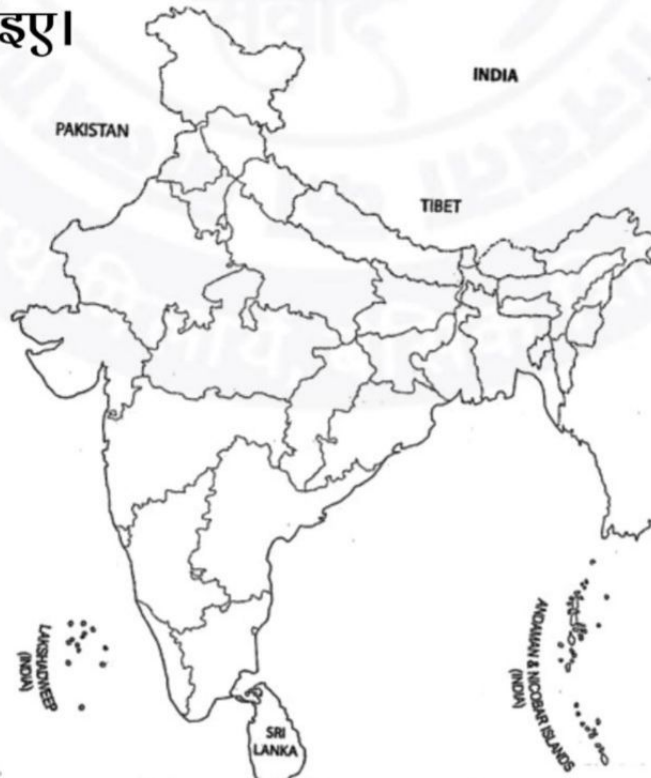 इए।
INDIA
PAKISTAN
TIBET
LAKSHADWEEP
(INDIA)
ANDAMAN & NICOBAR ISLANDS
(INDIA)
SRI
LANKA
संवाद